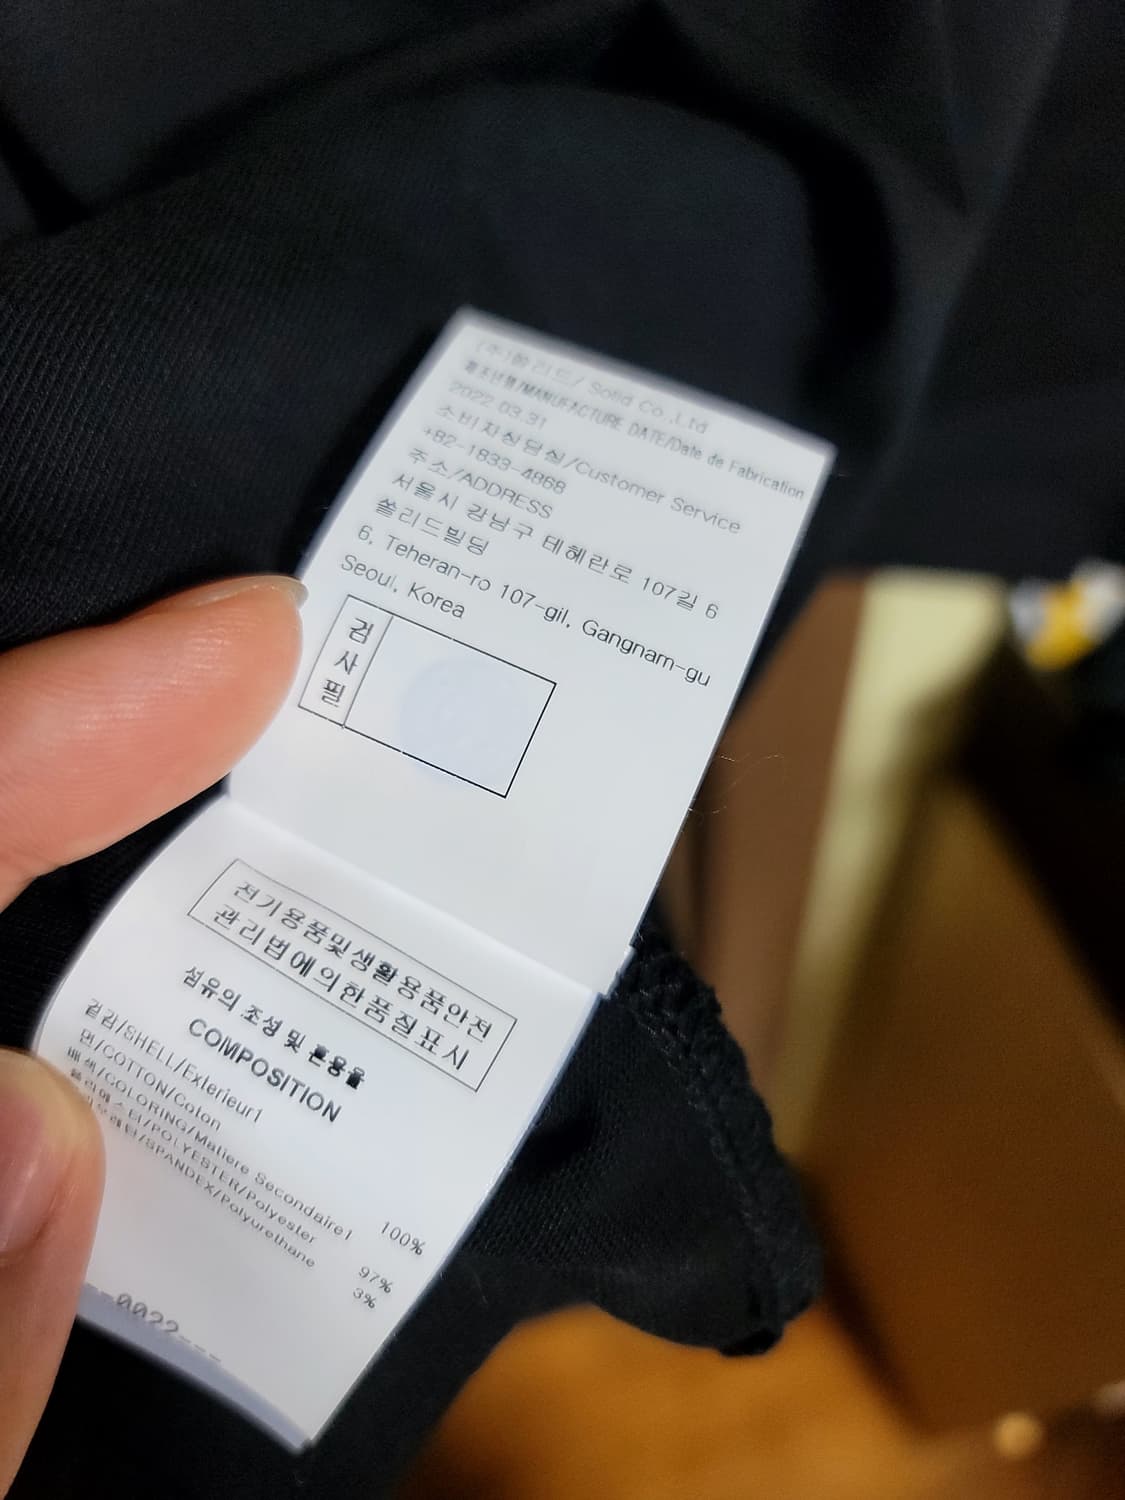 (주)쏠리드/ Solid Co.,Ltd
제조년월/MANUFACTURE DATE/Date de Fabrication
2022.03.31
소비자상담실/Customer Service
+82-1833-4868
주소/ADDRESS
서울시 강남구 테헤란로 107길 6
쏠리드빌딩
6, Teheran-ro 107-gil, Gangnam-gu
Seoul, Korea
검사필
전기용품및생활용품안전
관리법에의한품질표시
섬유의 조성 및 혼용율
COMPOSITION
겉감/SHELL/Exterieur1
면/COTTON/Coton 100%
배색/COLORING/Matiere Secondaire1
폴리에스터/POLYESTER/Polyester 97%
폴리우레탄/SPANDEX/Polyurethane 3%
0022---